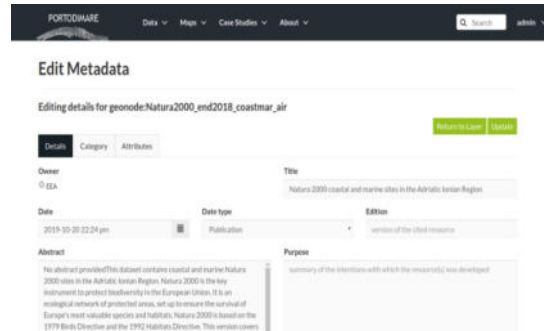 PORTODIMARE
Data Maps Case Studies About Search admin
Edit Metadata
Editing details for geonode:Natura2000_end2018_coastmar_air
Return to Layer Update
Details Category Attributes
Owner Title
EEA Natura 2000 coastal and marine sites in the Adriatic Ionian Region
Date Date type Edition
2019-10-20 22:24 pm Publication version of the cited resource
Abstract Purpose
No abstract providedThis dataset contains coastal and marine Natura summary of the intentions with which the resource(s) was developed
2000 sites in the Adriatic Ionian Region. Natura 2000 is the key
instrument to protect biodiversity in the European Union. It is an
ecological network of protected areas, set up to ensure the survival of
Europe's most valuable species and habitats. Natura 2000 is based on the
1979 Birds Directive and the 1992 Habitats Directive. This version covers